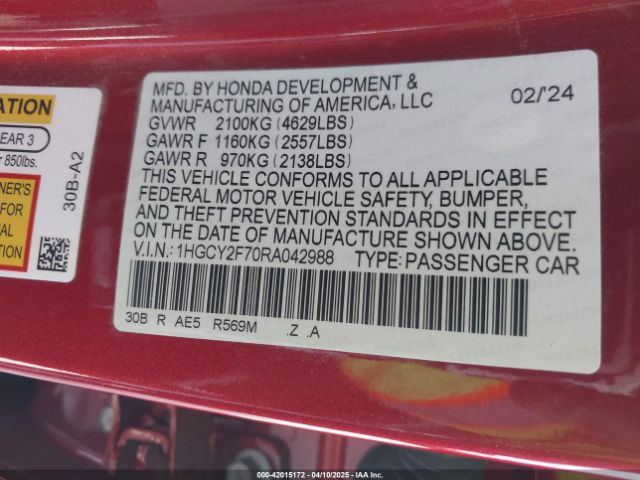 ATION
EAR 3
850lbs.
NER'S
FOR
AL
TION
30B-A2
MFD. BY HONDA DEVELOPMENT &
MANUFACTURING OF AMERICA, LLC 02/'24
GVWR 2100KG (4629LBS)
GAWR F 1160KG (2557LBS)
GAWR R 970KG (2138LBS)
THIS VEHICLE CONFORMS TO ALL APPLICABLE
FEDERAL MOTOR VEHICLE SAFETY, BUMPER,
AND THEFT PREVENTION STANDARDS IN EFFECT
ON THE DATE OF MANUFACTURE SHOWN ABOVE.
V.I.N.: 1HGCY2F70RA042988 TYPE: PASSENGER CAR
30B R AE5 R569M .Z .A
000-42015172 - 04/10/2025 - IAAI.COM